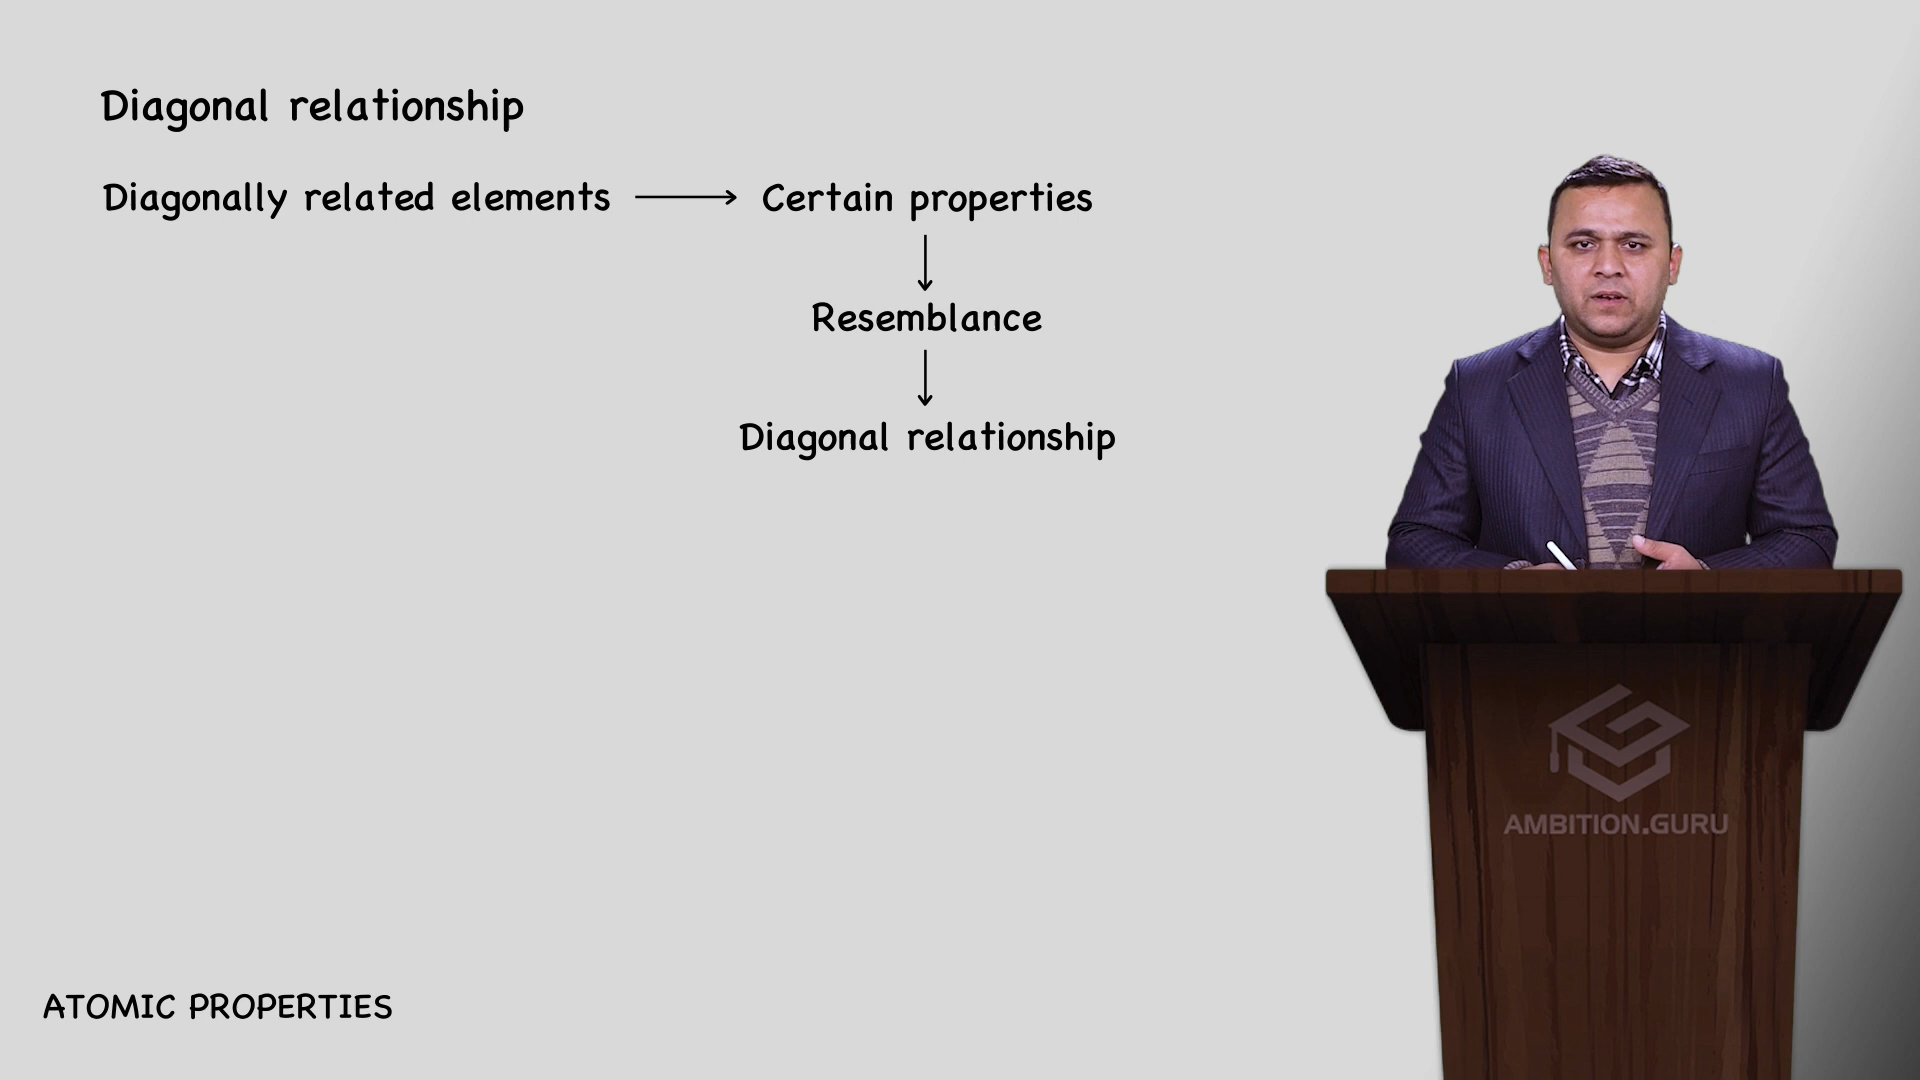 Diagonal relationship
Diagonally related elements → Certain properties
↓
Resemblance
↓
Diagonal relationship
AMBITION.GURU
ATOMIC PROPERTIES